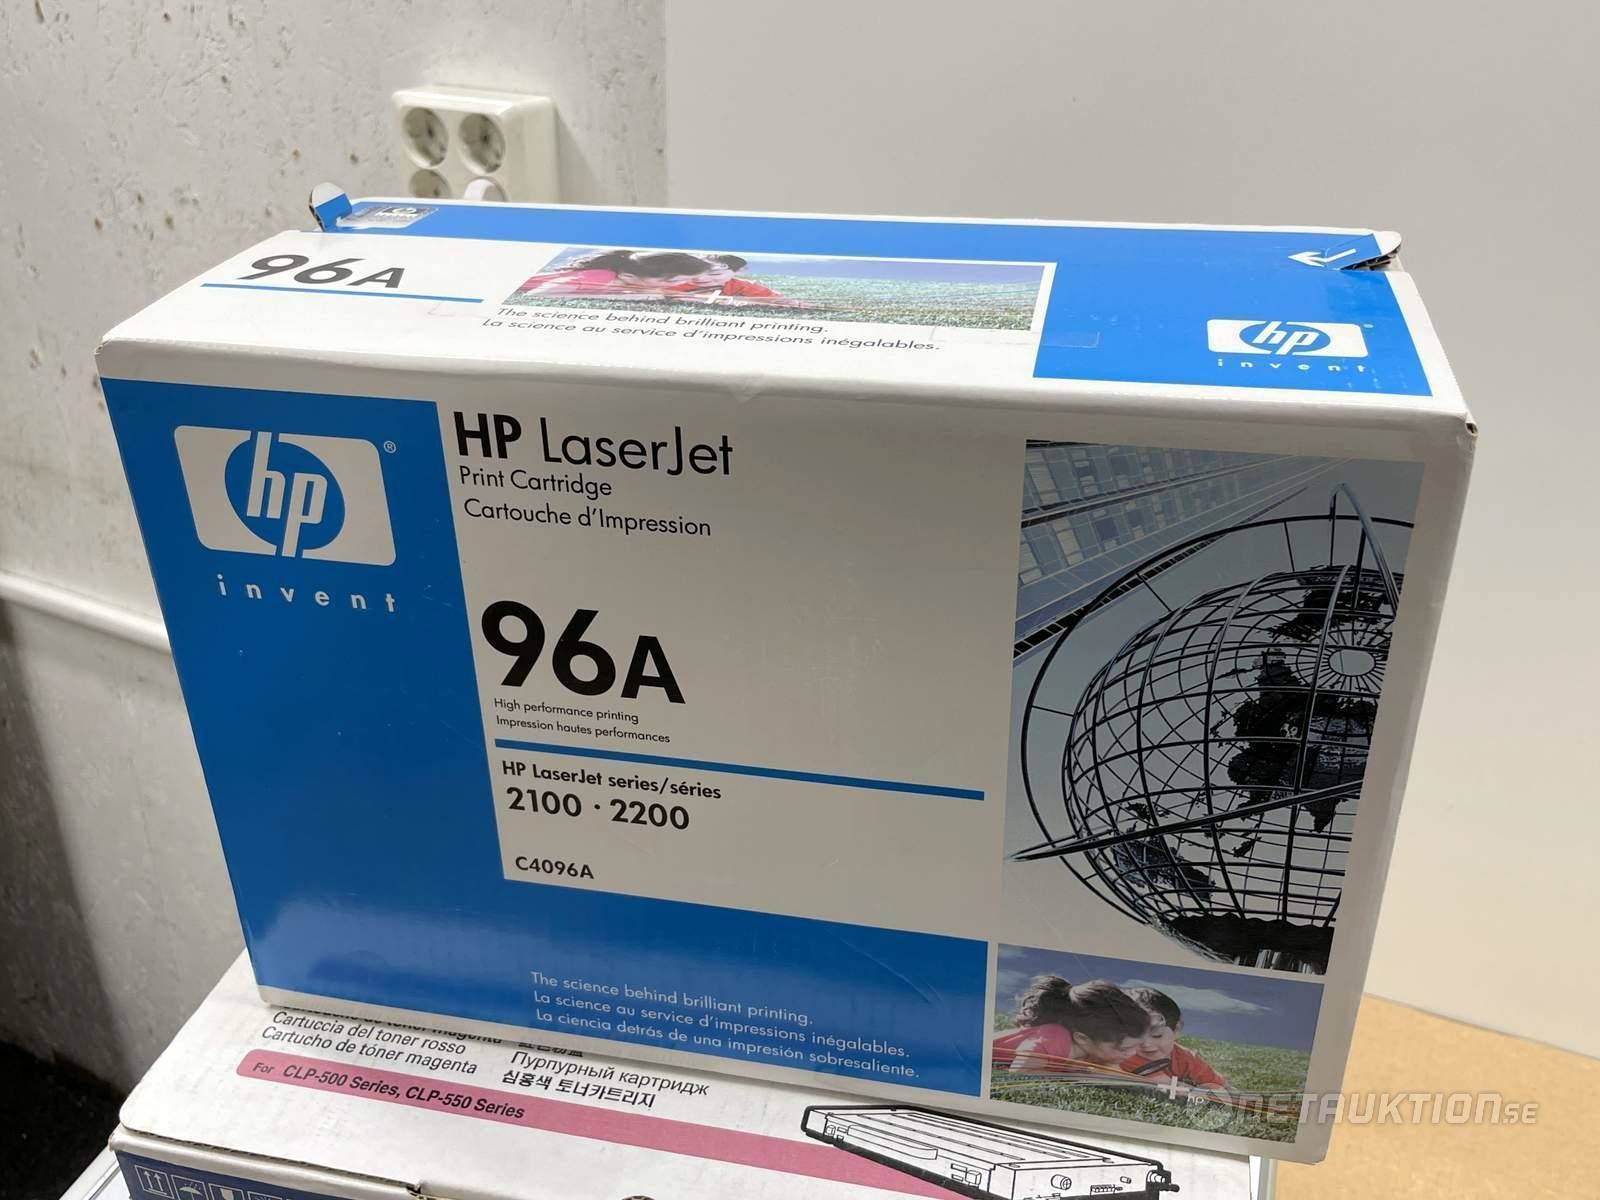 hp
invent
96A
The science behind brilliant printing.
La science au service d'impressions inégalables.
hp
invent
hp®
invent
HP LaserJet
Print Cartridge
Cartouche d'Impression
96A
High performance printing
Impression hautes performances
HP LaserJet series/séries
2100 · 2200
C4096A
The science behind brilliant printing.
La science au service d'impressions inégalables.
La ciencia detrás de una impresión sobresaliente.
+hp
Cartuccia del toner rosso
Cartucho de tóner magenta
Пурпурный картридж
심홍색 토너카트리지
For CLP-500 Series, CLP-550 Series
NETAUKTION.SE